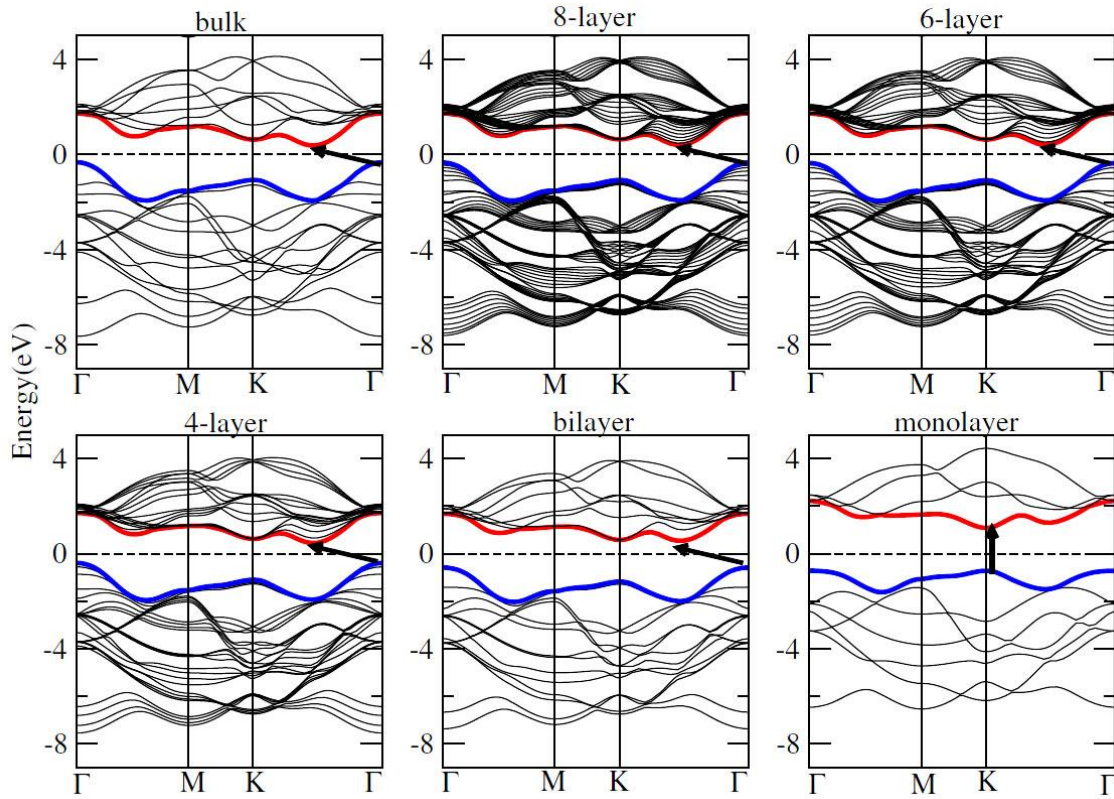 bulk
8-layer
6-layer
4
0
-4
-8
Γ
M
K
Γ
4
0
-4
-8
Γ
M
K
Γ
4
0
-4
-8
Γ
M
K
Γ
Energy(eV)
4-layer
bilayer
monolayer
4
0
-4
-8
Γ
M
K
Γ
4
0
-4
-8
Γ
M
K
Γ
4
0
-4
-8
Γ
M
K
Γ